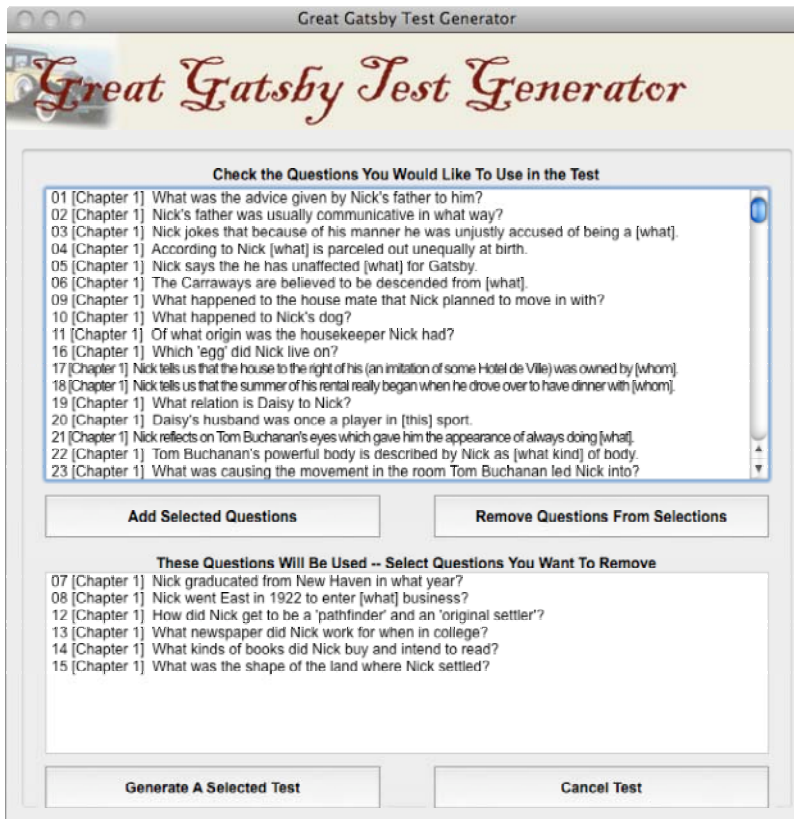 Great Gatsby Test Generator
Great Gatsby Test Generator
Check the Questions You Would Like To Use in the Test
01 [Chapter 1] What was the advice given by Nick's father to him?
02 [Chapter 1] Nick's father was usually communicative in what way?
03 [Chapter 1] Nick jokes that because of his manner he was unjustly accused of being a [what].
04 [Chapter 1] According to Nick [what] is parceled out unequally at birth.
05 [Chapter 1] Nick says the he has unaffected [what] for Gatsby.
06 [Chapter 1] The Carraways are believed to be descended from [what].
09 [Chapter 1] What happened to the house mate that Nick planned to move in with?
10 [Chapter 1] What happened to Nick's dog?
11 [Chapter 1] Of what origin was the housekeeper Nick had?
16 [Chapter 1] Which 'egg' did Nick live on?
17 [Chapter 1] Nick tells us that the house to the right of his (an imitation of some Hotel de Ville) was owned by [whom].
18 [Chapter 1] Nick tells us that the summer of his rental really began when he drove over to have dinner with [whom].
19 [Chapter 1] What relation is Daisy to Nick?
20 [Chapter 1] Daisy's husband was once a player in [this] sport.
21 [Chapter 1] Nick reflects on Tom Buchanan's eyes which gave him the appearance of always doing [what].
22 [Chapter 1] Tom Buchanan's powerful body is described by Nick as [what kind] of body.
23 [Chapter 1] What was causing the movement in the room Tom Buchanan led Nick into?
Add Selected Questions
Remove Questions From Selections
These Questions Will Be Used -- Select Questions You Want To Remove
07 [Chapter 1] Nick graducated from New Haven in what year?
08 [Chapter 1] Nick went East in 1922 to enter [what] business?
12 [Chapter 1] How did Nick get to be a 'pathfinder' and an 'original settler'?
13 [Chapter 1] What newspaper did Nick work for when in college?
14 [Chapter 1] What kinds of books did Nick buy and intend to read?
15 [Chapter 1] What was the shape of the land where Nick settled?
Generate A Selected Test
Cancel Test